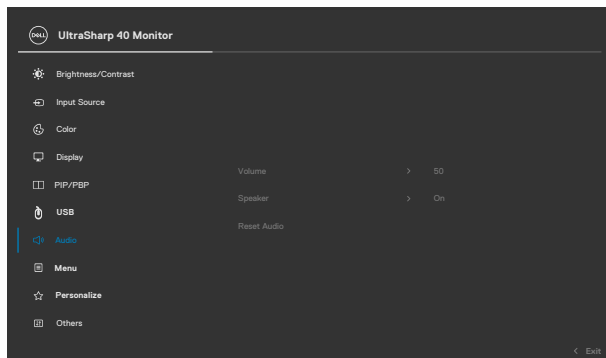 DELL UltraSharp 40 Monitor
Brightness/Contrast
Input Source
Color
Display
PIP/PBP
USB
Audio
Menu
Personalize
Others
Volume > 50
Speaker > On
Reset Audio
< Exit